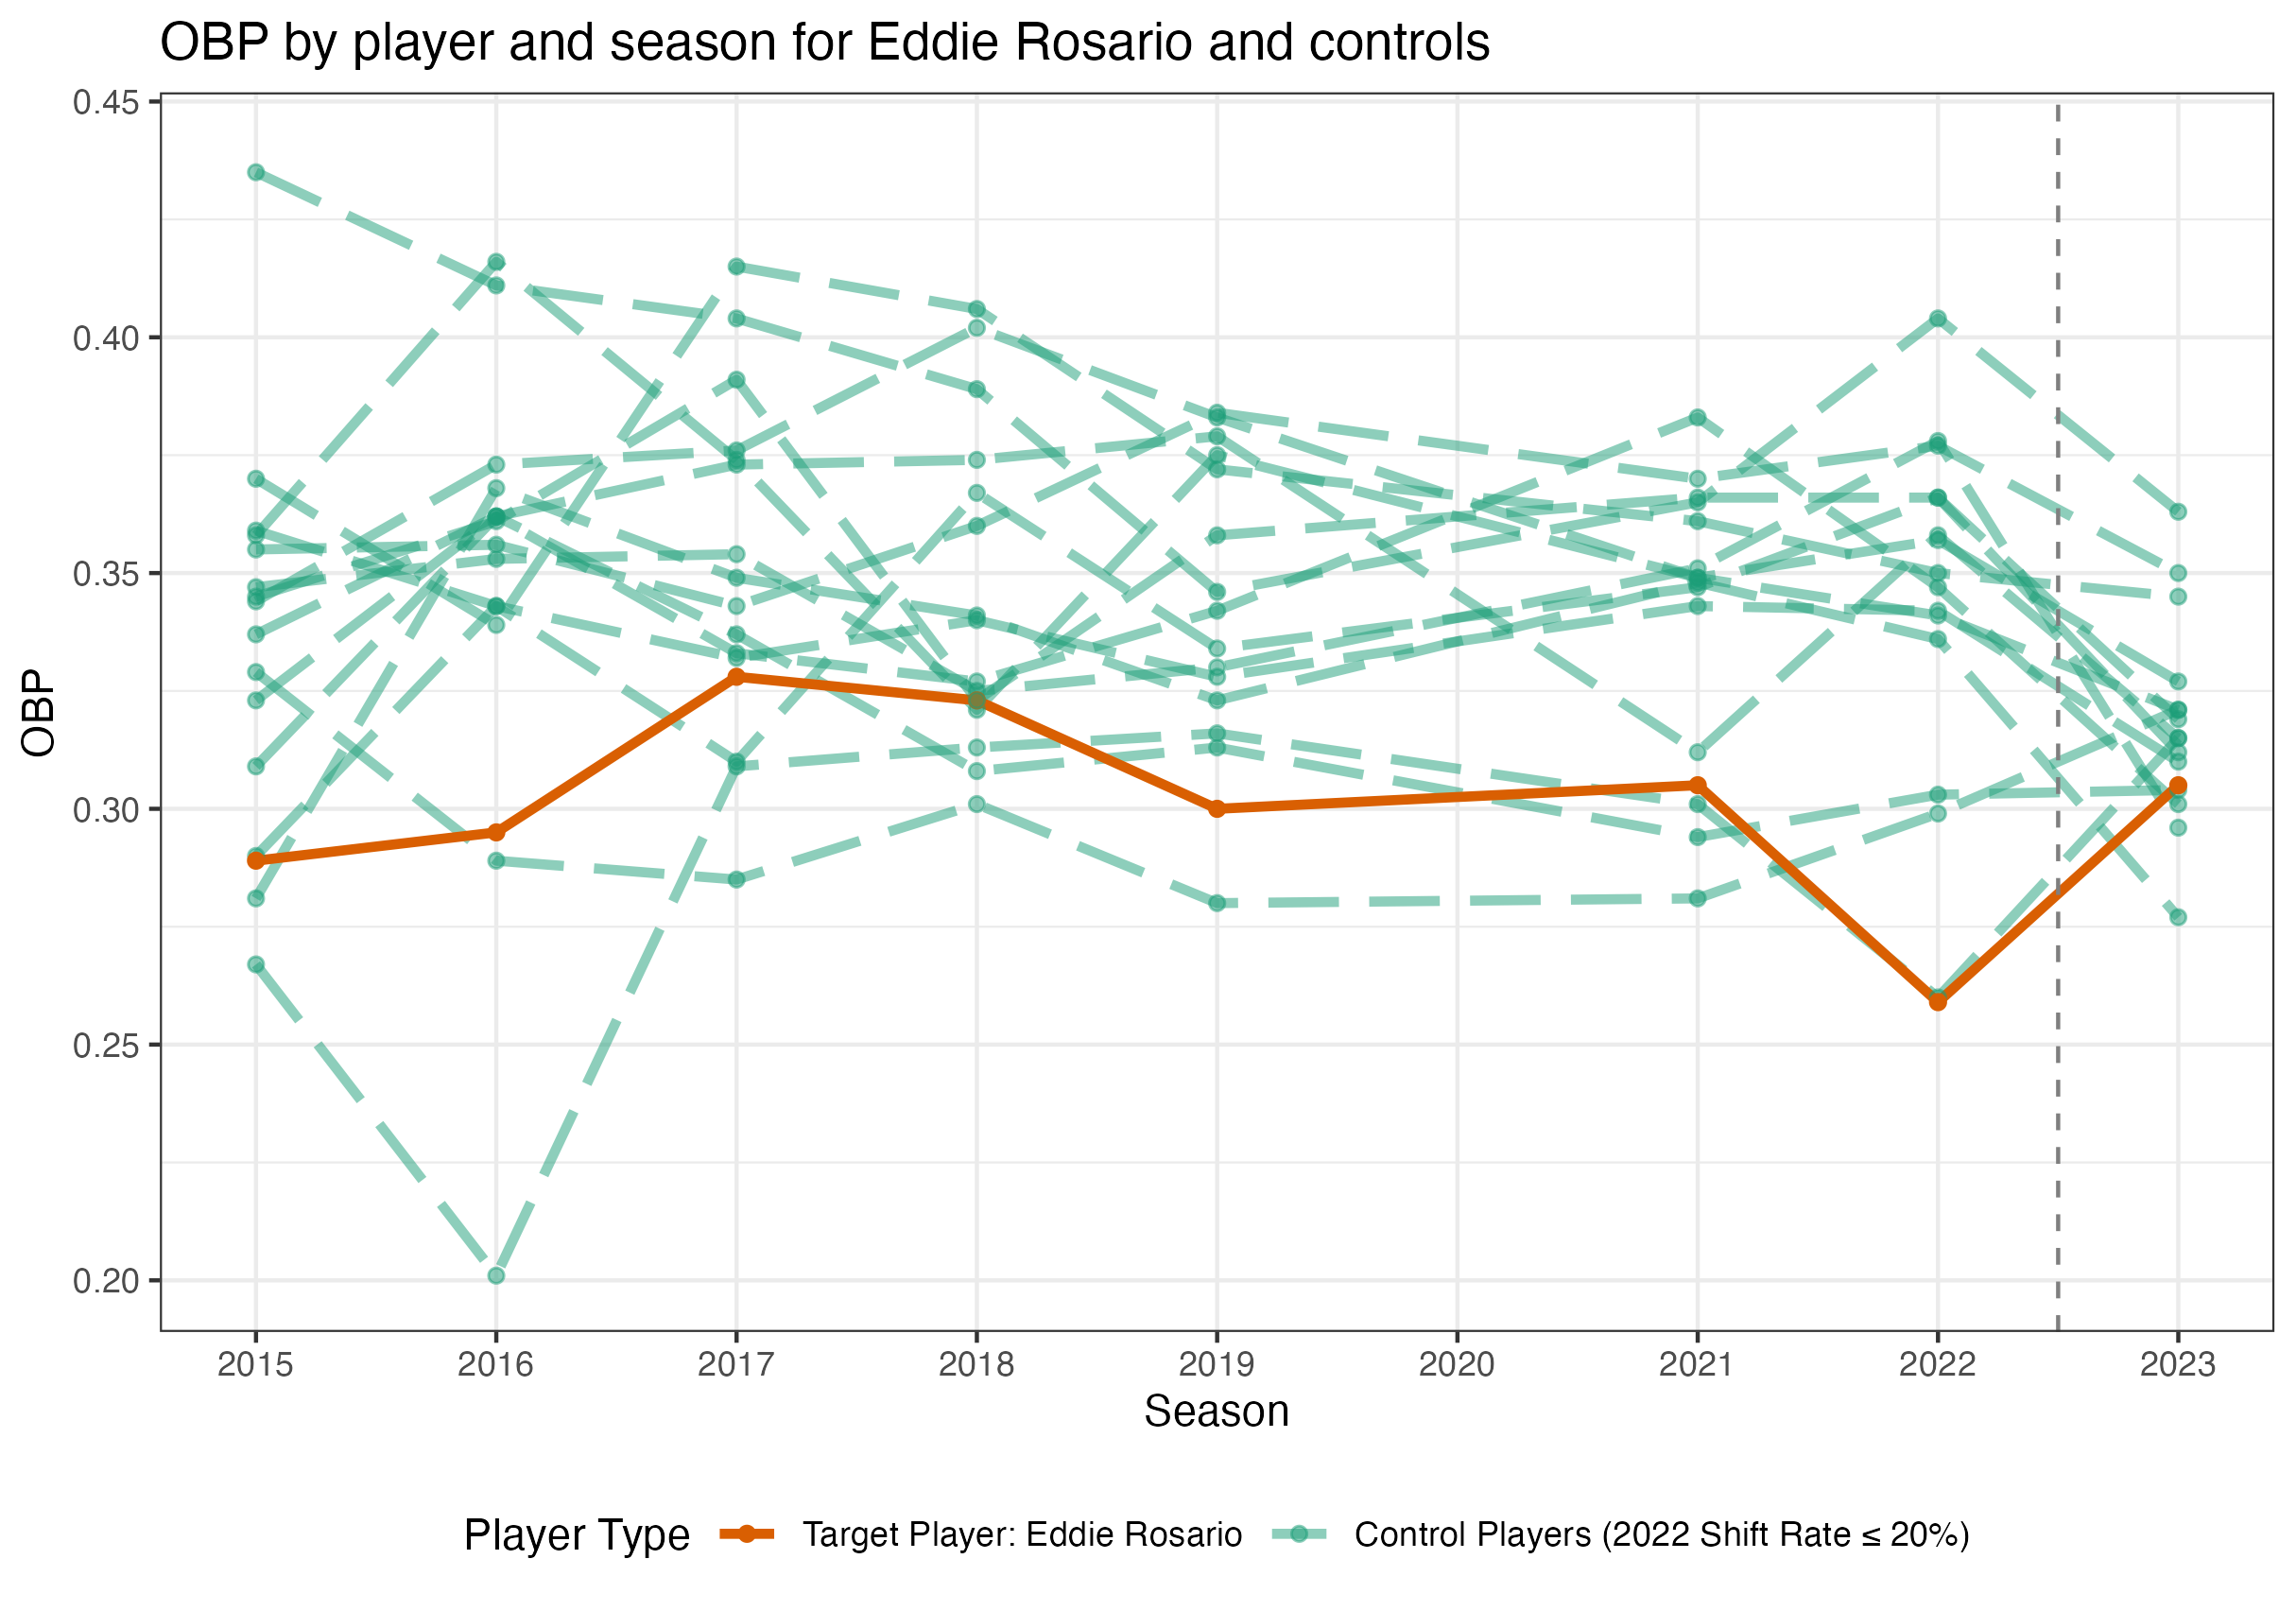 OBP by player and season for Eddie Rosario and controls
0.45
0.40
0.35
0.30
0.25
0.20
OBP
2015 2016 2017 2018 2019 2020 2021 2022 2023
Season
Player Type Target Player: Eddie Rosario Control Players (2022 Shift Rate ≤ 20%)